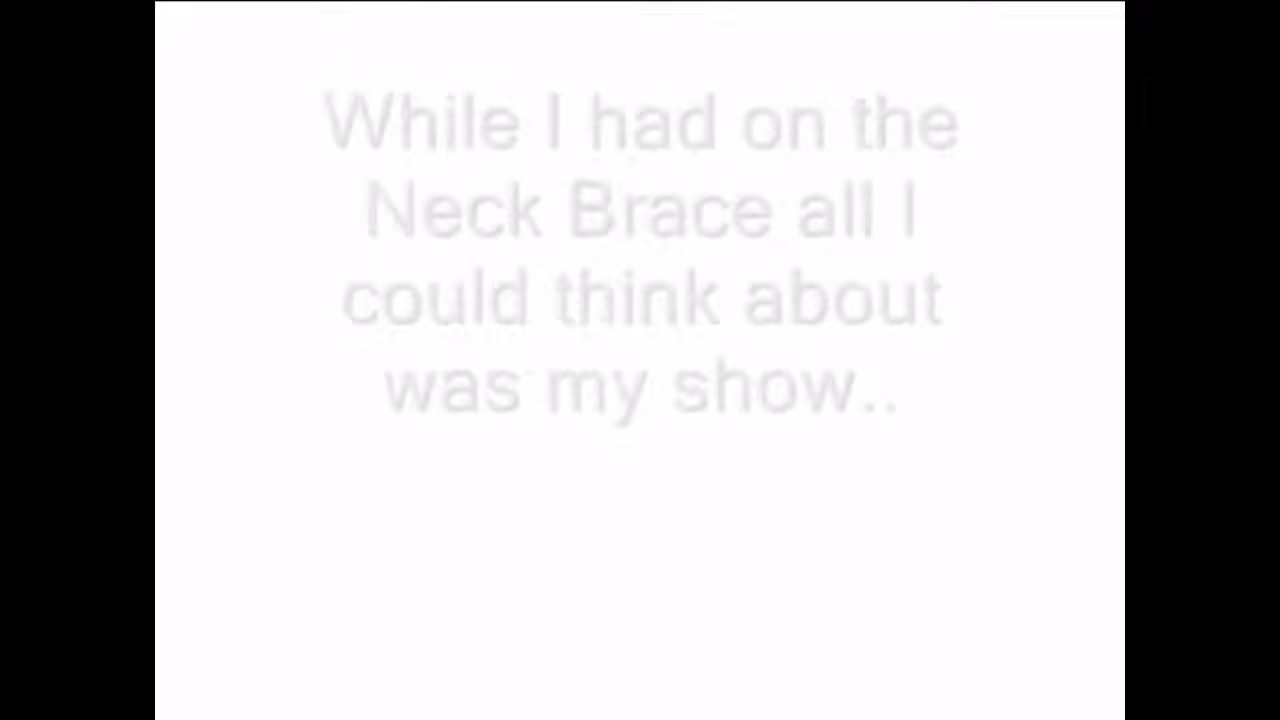 While I had on the
Neck Brace all I
could think about
was my show..